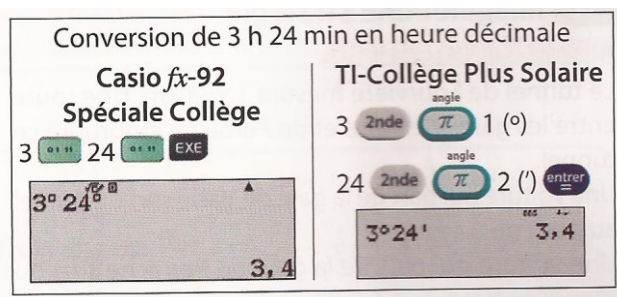 Conversion de 3 h 24 min en heure décimale
Casio fx-92
Spéciale Collège
3 ° ' " 24 ° ' " EXE
3° 24°
3,4
TI-Collège Plus Solaire
angle
3 2nde π 1 (°)
angle
24 2nde π 2 (') entrer =
3°24' 3,4